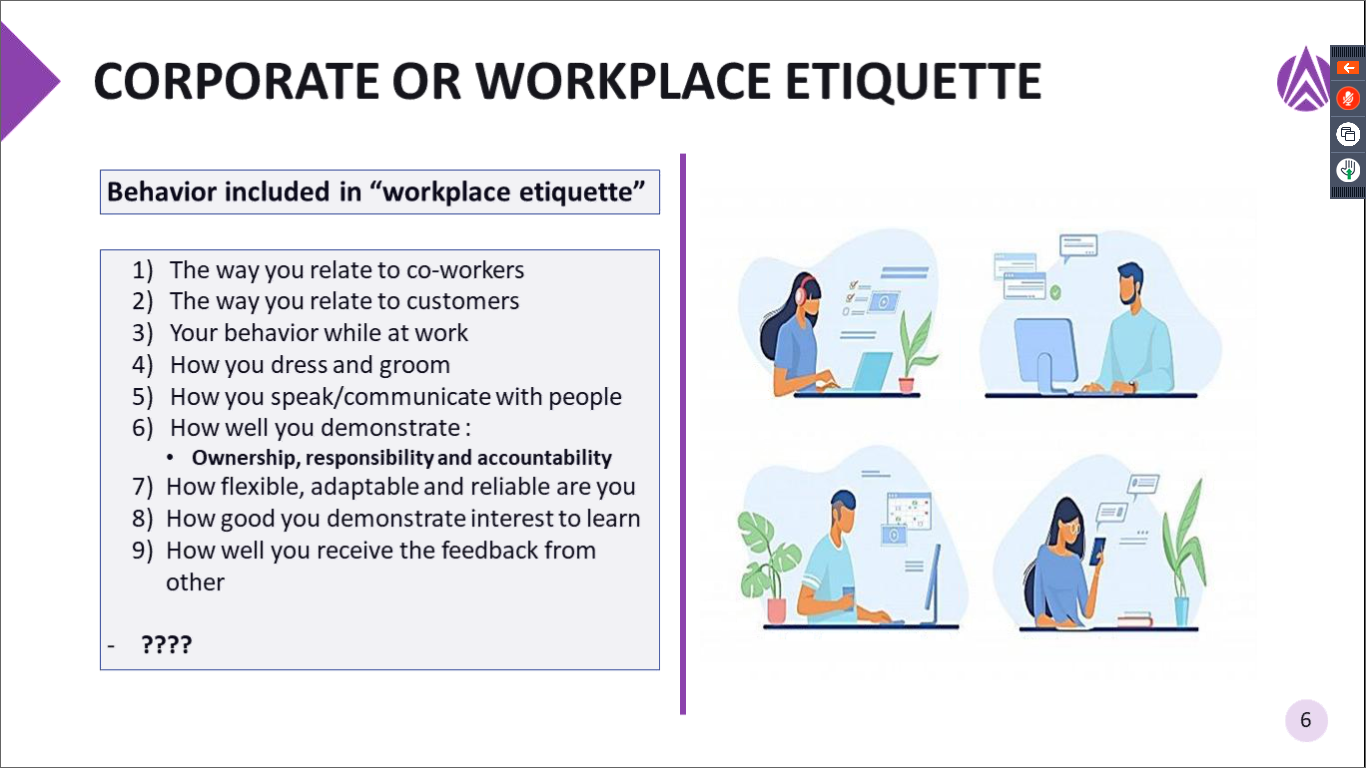 CORPORATE OR WORKPLACE ETIQUETTE
Behavior included in “workplace etiquette”
1) The way you relate to co-workers
2) The way you relate to customers
3) Your behavior while at work
4) How you dress and groom
5) How you speak/communicate with people
6) How well you demonstrate :
• Ownership, responsibility and accountability
7) How flexible, adaptable and reliable are you
8) How good you demonstrate interest to learn
9) How well you receive the feedback from
other
- ????
6